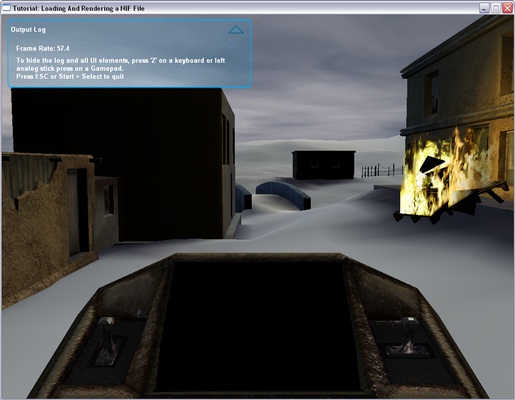 Tutorial: Loading And Rendering a NIF File
Output Log
Frame Rate: 57.4
To hide the log and all UI elements, press 'Z' on a keyboard or left
analog stick press on a Gamepad.
Press ESC or Start + Select to quit